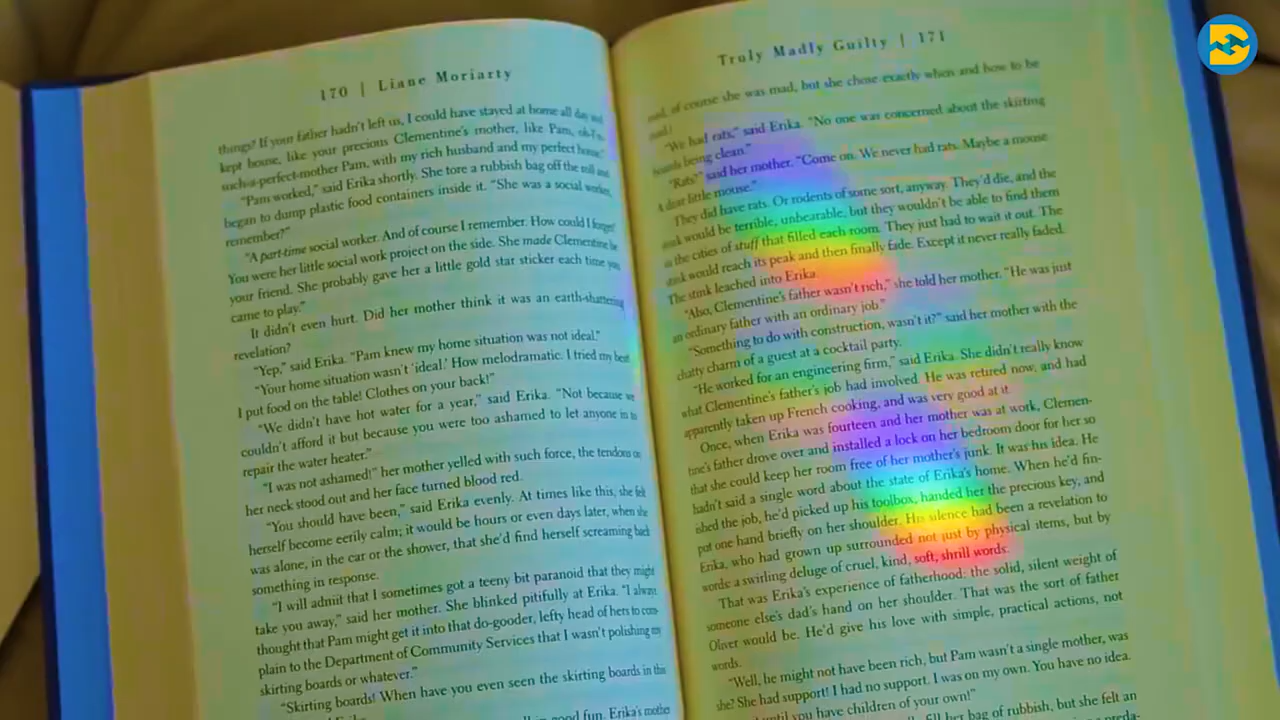 170 | Liane Moriarty
things! If your father hadn't left us, I could have stayed at home all day and
kept house, like your precious Clementine's mother, like Pam,
such-a-perfect-mother Pam, with my rich husband and my perfect house."
"Pam worked," said Erika shortly. She tore a rubbish bag off the roll and
began to dump plastic food containers inside it. "She was a social worker,
remember?"
"A part-time social worker. And of course I remember. How could I forget?
You were her little social work project on the side. She made Clementine be
your friend. She probably gave her a little gold star sticker each time you
came to play."
It didn't even hurt. Did her mother think it was an earth-shattering
revelation?
"Yep," said Erika. "Pam knew my home situation was not ideal."
"Your home situation wasn't 'ideal.' How melodramatic. I tried my best.
I put food on the table! Clothes on your back!"
"We didn't have hot water for a year," said Erika. "Not because we
couldn't afford it but because you were too ashamed to let anyone in to
repair the water heater."
"I was not ashamed!" her mother yelled with such force, the tendons on
her neck stood out and her face turned blood red.
"You should have been," said Erika evenly. At times like this, she felt
herself become eerily calm; it would be hours or even days later, when she
was alone, in the car or the shower, that she'd find herself screaming back
something in response.
"I will admit that I sometimes got a teeny bit paranoid that they might
take you away," said her mother. She blinked pitifully at Erika. "I always
thought that Pam might get it into that do-gooder, lefty head of hers to com-
plain to the Department of Community Services that I wasn't polishing my
skirting boards or whatever."
"Skirting boards! When have you even seen the skirting boards in this
good fun. Erika's mother
Truly Madly Guilty | 171
mad, of course she was mad, but she chose exactly when and how to be
mad!
"We had rats," said Erika. "No one was concerned about the skirting
boards being clean."
"Rats?" said her mother. "Come on. We never had rats. Maybe a mouse.
A dear little mouse."
They did have rats. Or rodents of some sort, anyway. They'd die, and the
stink would be terrible, unbearable, but they wouldn't be able to find them
in the cities of stuff that filled each room. They just had to wait it out. The
stink would reach its peak and then finally fade. Except it never really faded.
The stink leached into Erika.
"Also, Clementine's father wasn't rich," she told her mother. "He was just
an ordinary father with an ordinary job."
"Something to do with construction, wasn't it?" said her mother with the
chatty charm of a guest at a cocktail party.
"He worked for an engineering firm," said Erika. She didn't really know
what Clementine's father's job had involved. He was retired now, and had
apparently taken up French cooking, and was very good at it.
Once, when Erika was fourteen and her mother was at work, Clemen-
tine's father drove over and installed a lock on her bedroom door for her so
that she could keep her room free of her mother's junk. It was his idea. He
hadn't said a single word about the state of Erika's home. When he'd fin-
ished the job, he'd picked up his toolbox, handed her the precious key, and
put one hand briefly on her shoulder. His silence had been a revelation to
Erika, who had grown up surrounded not just by physical items, but by
words: a swirling deluge of cruel, kind, soft, shrill words.
That was Erika's experience of fatherhood: the solid, silent weight of
someone else's dad's hand on her shoulder. That was the sort of father
Oliver would be. He'd give his love with simple, practical actions, not
words.
"Well, he might not have been rich, but Pam wasn't a single mother, was
she? She had support! I had no support. I was on my own. You have no idea.
until you have children of your own!"
her bag of rubbish, but she felt an